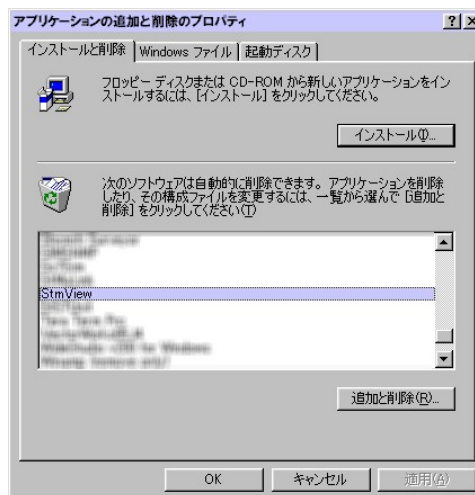 アプリケーションの追加と削除のプロパティ
インストールと削除 Windows ファイル 起動ディスク
フロッピー ディスクまたは CD-ROM から新しいアプリケーションをイン
ストールするには、[インストール] をクリックしてください。
インストール(I)...
次のソフトウェアは自動的に削除できます。アプリケーションを削除
したり、その構成ファイルを変更するには、一覧から選んで [追加と
削除] をクリックしてください(T)
StmView
追加と削除(R)...
OK キャンセル 適用(A)